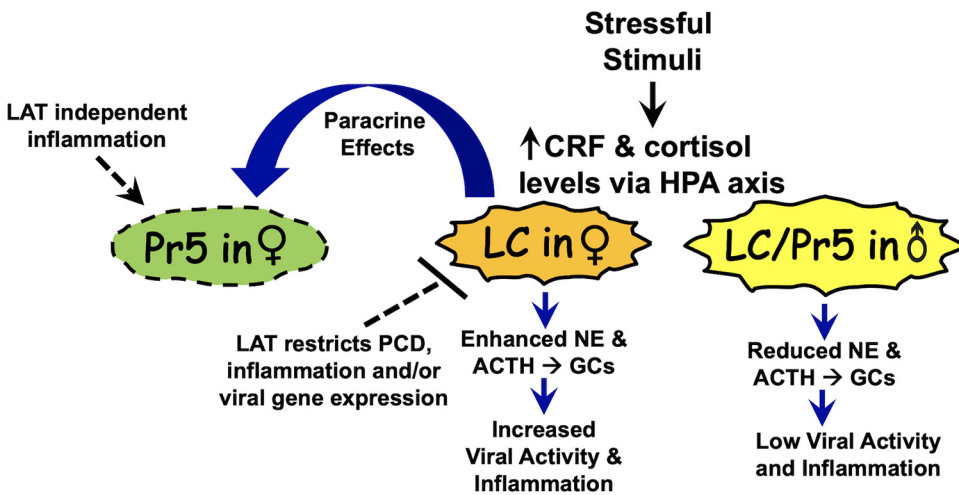 Stressful
Stimuli
LAT independent
inflammation
Paracrine
Effects
↑CRF & cortisol
levels via HPA axis
Pr5 in ♀
LC in ♀
LC/Pr5 in ♂
LAT restricts PCD,
inflammation and/or
viral gene expression
Enhanced NE &
ACTH → GCs
Increased
Viral Activity &
Inflammation
Reduced NE &
ACTH → GCs
Low Viral Activity
and Inflammation